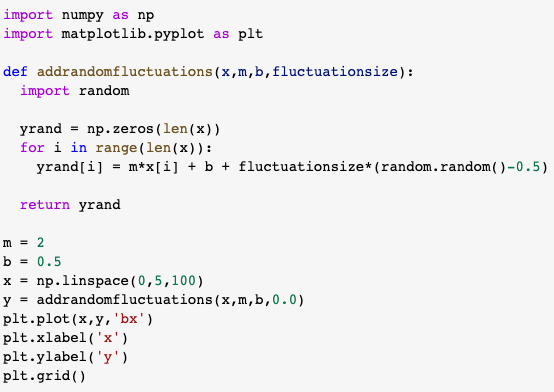 import numpy as np
import matplotlib.pyplot as plt

def addrandomfluctuations(x,m,b,fluctuationsize):
  import random

  yrand = np.zeros(len(x))
  for i in range(len(x)):
    yrand[i] = m*x[i] + b + fluctuationsize*(random.random()-0.5)

  return yrand

m = 2
b = 0.5
x = np.linspace(0,5,100)
y = addrandomfluctuations(x,m,b,0.0)
plt.plot(x,y,'bx')
plt.xlabel('x')
plt.ylabel('y')
plt.grid()